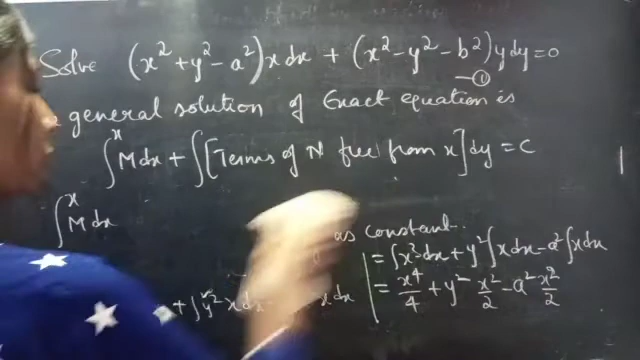 Solve (x² + y² - a²) x dx + (x² - y² - b²) y dy = 0
—①
general solution of Exact equation is
∫ˣ M dx + ∫ [Terms of N free from x] dy = C
∫ˣ M dx
y as constant.
= ∫x³ dx + y² ∫x dx - a² ∫x dx
+ ∫ˣ y² x dx - x dx
= x⁴/4 + y² x²/2 - a² x²/2